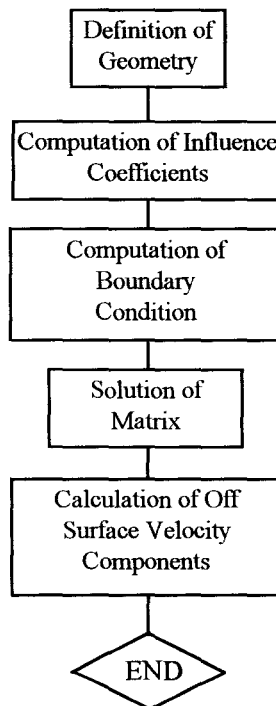 Definition of
Geometry
Computation of Influence
Coefficients
Computation of
Boundary
Condition
Solution of
Matrix
Calculation of Off
Surface Velocity
Components
END